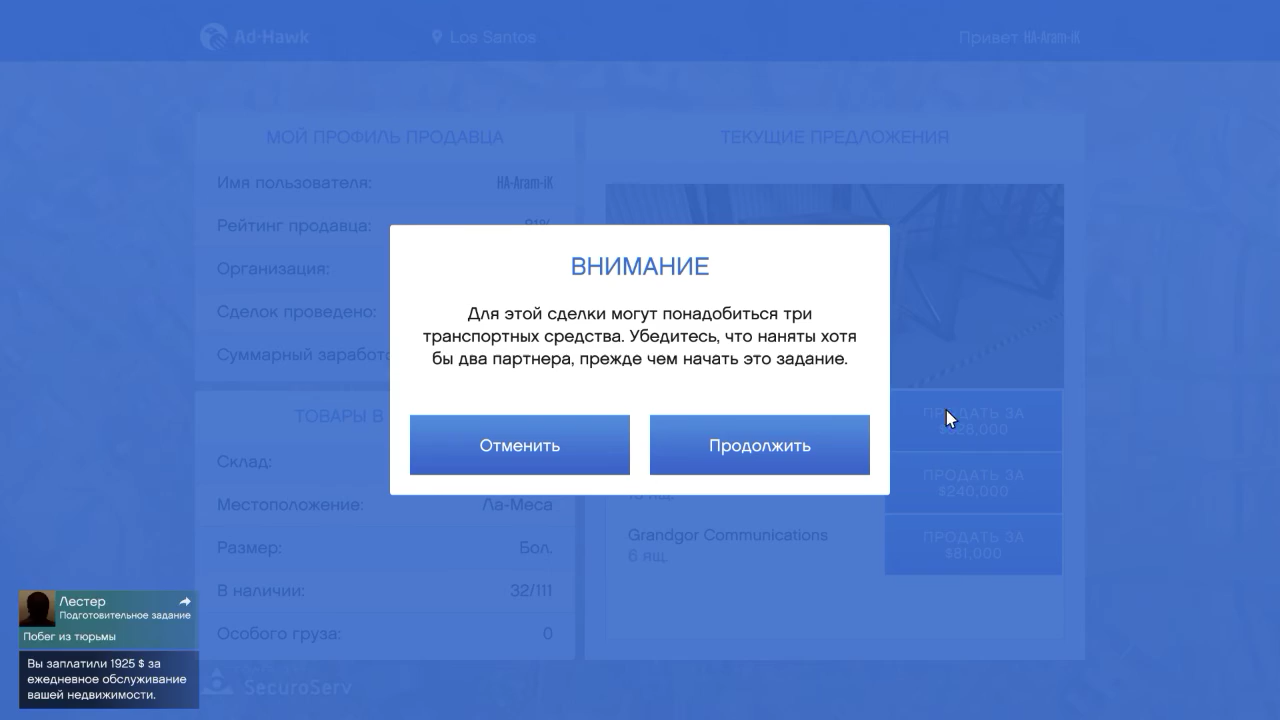 Ad-Hawk
Los Santos
Привет HA-Aram-iK
МОЙ ПРОФИЛЬ ПРОДАВЦА
ТЕКУЩИЕ ПРЕДЛОЖЕНИЯ
Имя пользователя:
HA-Aram-iK
Рейтинг продавца:
Организация:
Сделок проведено:
Суммарный заработо
ВНИМАНИЕ
Для этой сделки могут понадобиться три
транспортных средства. Убедитесь, что наняты хотя
бы два партнера, прежде чем начать это задание.
Отменить
Продолжить
ТОВАРЫ В
Склад:
Местоположение:
Ла-Меса
Размер:
Бол.
В наличии:
32/111
Особого груза:
0
ПРОДАТЬ ЗА
ПРОДАТЬ ЗА
$240,000
Grandgor Communications
6 ящ.
ПРОДАТЬ ЗА
$81,000
Лестер
Подготовительное задание
Побег из тюрьмы
Вы заплатили 1925 $ за
ежедневное обслуживание
вашей недвижимости.
SecuroServ